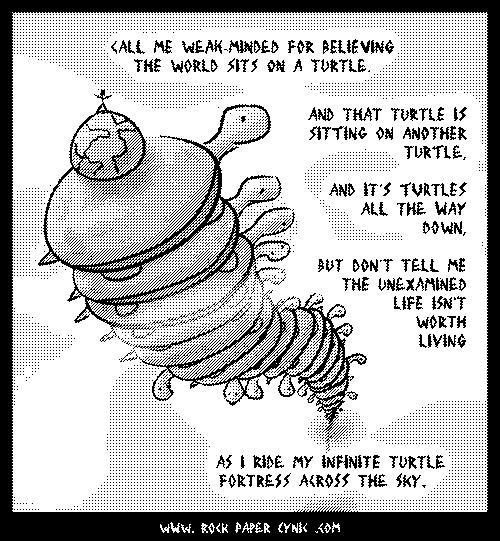 CALL ME WEAK-MINDED FOR BELIEVING
THE WORLD SITS ON A TURTLE.
AND THAT TURTLE IS
SITTING ON ANOTHER
TURTLE,
AND IT'S TURTLES
ALL THE WAY
DOWN,
BUT DON'T TELL ME
THE UNEXAMINED
LIFE ISN'T
WORTH
LIVING
AS I RIDE MY INFINITE TURTLE
FORTRESS ACROSS THE SKY.
WWW. ROCK PAPER CYNIC .COM